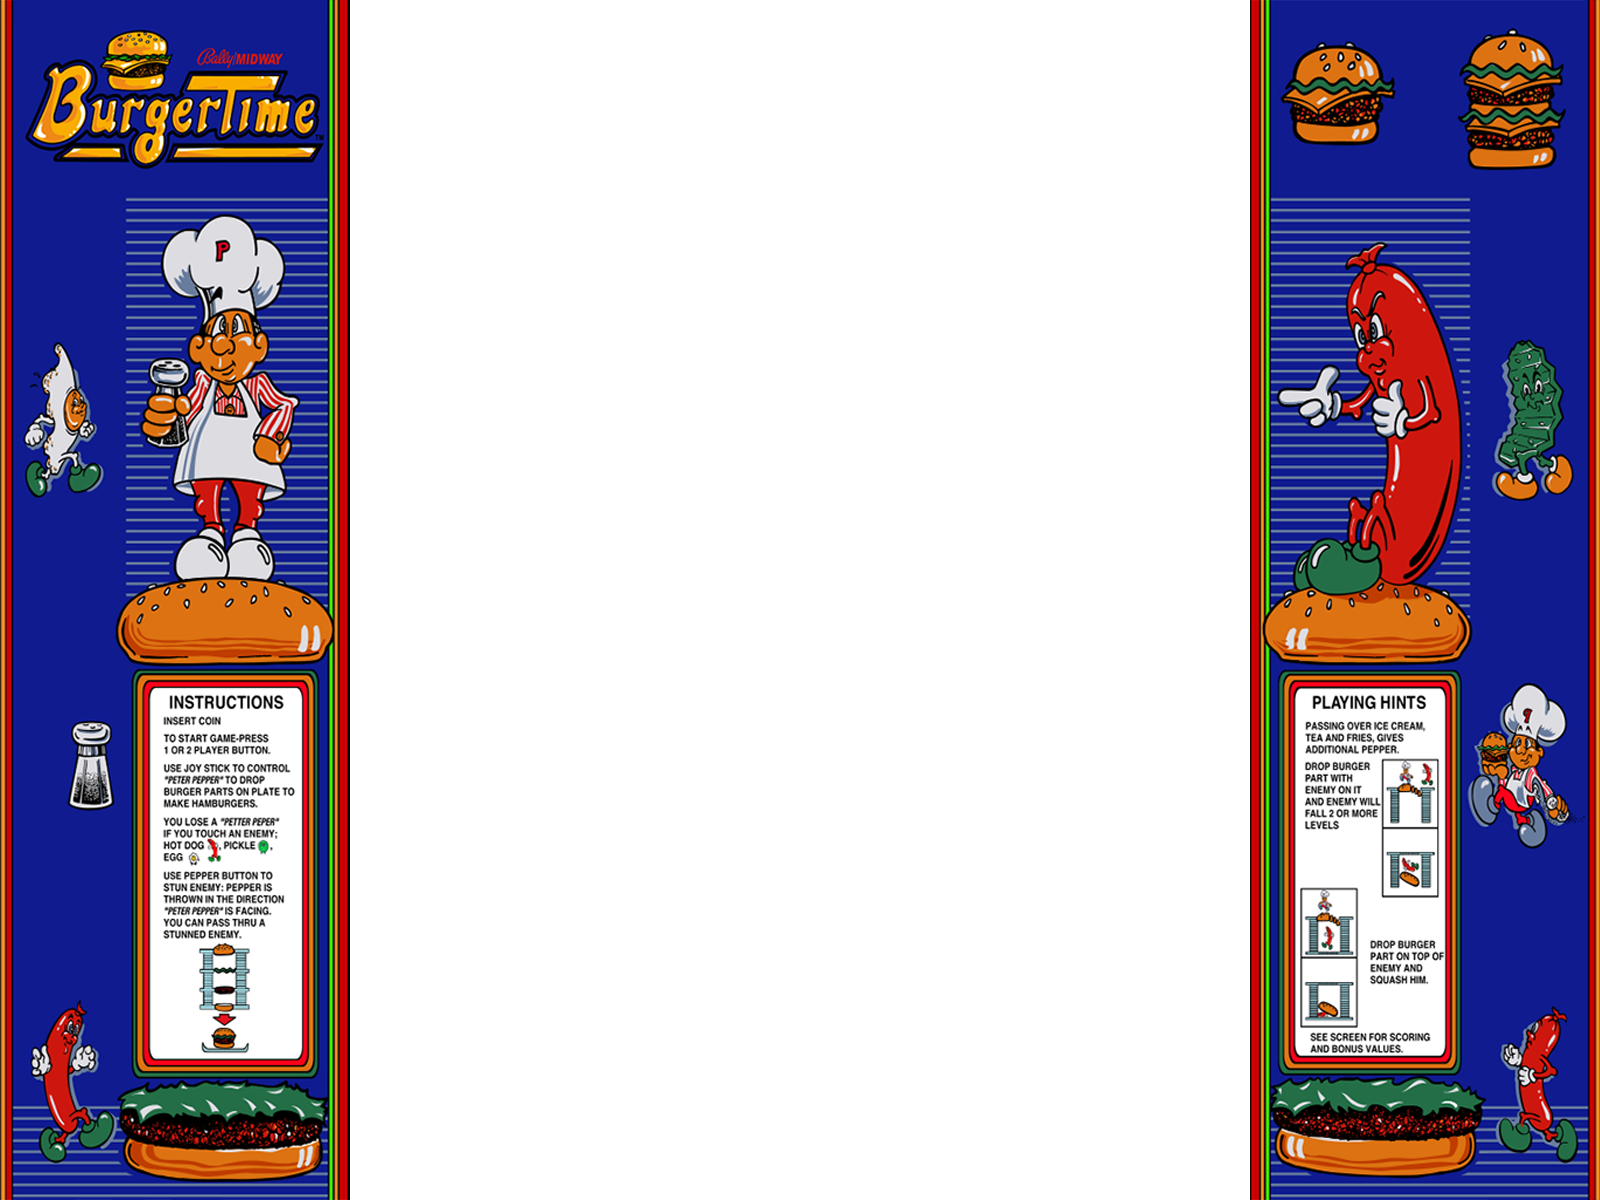 Bally MIDWAY
BurgerTime
TM
P
INSTRUCTIONS
INSERT COIN
TO START GAME-PRESS
1 OR 2 PLAYER BUTTON.
USE JOY STICK TO CONTROL
"PETER PEPPER" TO DROP
BURGER PARTS ON PLATE TO
MAKE HAMBURGERS.
YOU LOSE A "PETTER PEPER"
IF YOU TOUCH AN ENEMY;
HOT DOG , PICKLE ,
EGG
USE PEPPER BUTTON TO
STUN ENEMY: PEPPER IS
THROWN IN THE DIRECTION
"PETER PEPPER" IS FACING.
YOU CAN PASS THRU A
STUNNED ENEMY.
PLAYING HINTS
PASSING OVER ICE CREAM,
TEA AND FRIES, GIVES
ADDITIONAL PEPPER.
DROP BURGER
PART WITH
ENEMY ON IT
AND ENEMY WILL
FALL 2 OR MORE
LEVELS
DROP BURGER
PART ON TOP OF
ENEMY AND
SQUASH HIM.
SEE SCREEN FOR SCORING
AND BONUS VALUES.